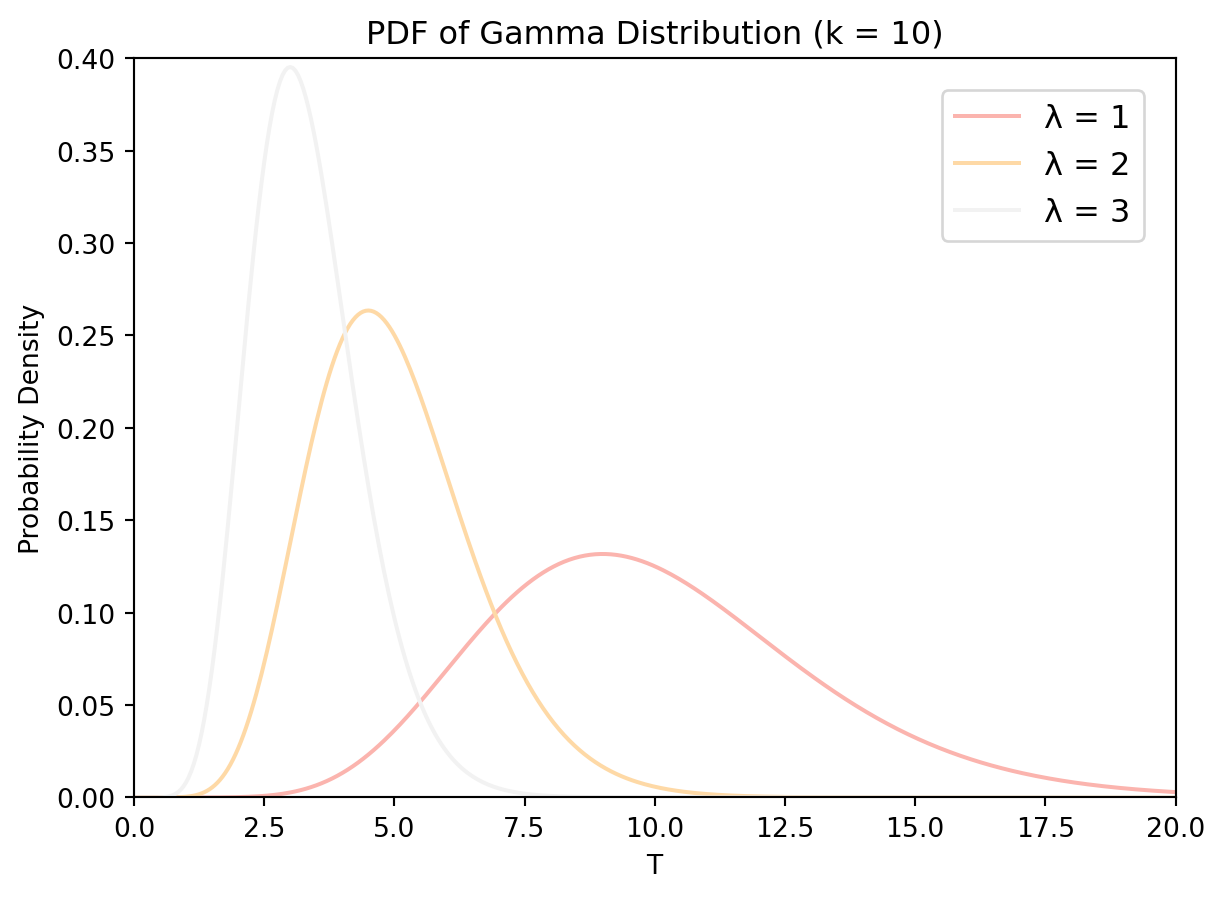 PDF of Gamma Distribution (k = 10)
λ = 1
λ = 2
λ = 3
Probability Density
0.40
0.35
0.30
0.25
0.20
0.15
0.10
0.05
0.00
0.0 2.5 5.0 7.5 10.0 12.5 15.0 17.5 20.0
T